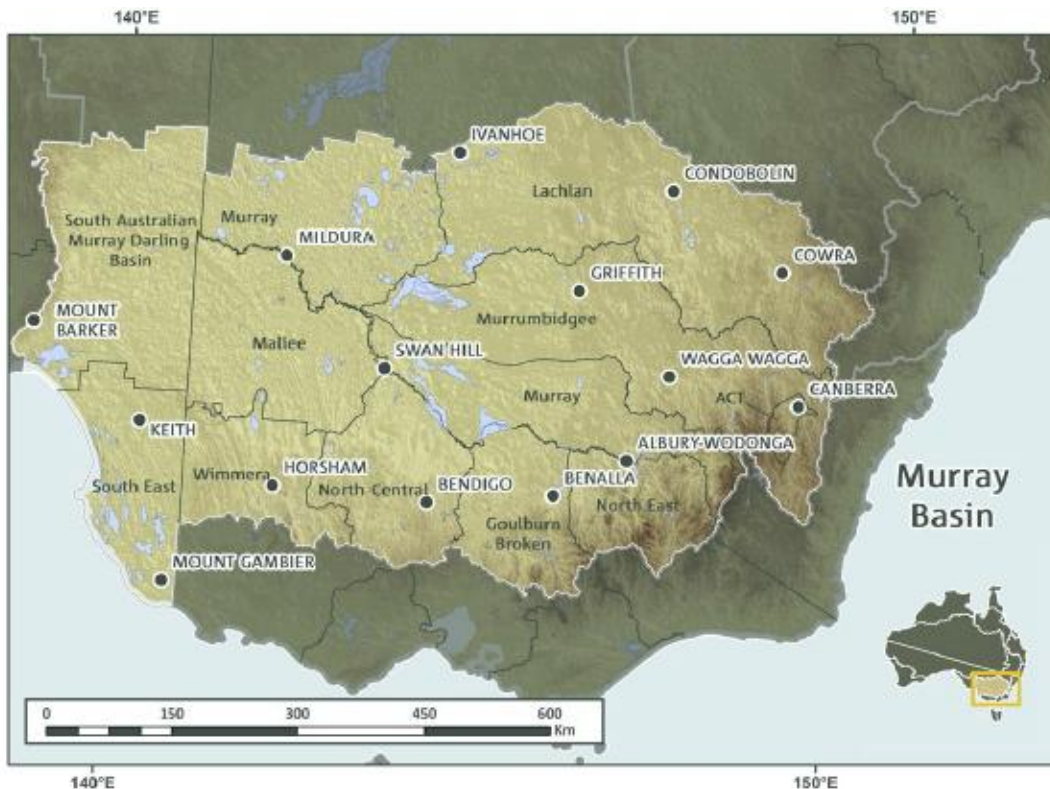 140°E
150°E
IVANHOE
CONDOBOLIN
Lachlan
South Australian
Murray Darling
Basin
Murray
MILDURA
COWRA
GRIFFITH
MOUNT
BARKER
Murrumbidgee
Mallee
SWAN HILL
WAGGA WAGGA
CANBERRA
ACT
Murray
KEITH
ALBURY-WODONGA
HORSHAM
Wimmera
BENDIGO
North-Central
BENALLA
South East
North East
Goulburn
Broken
Murray
Basin
MOUNT GAMBIER
0
150
300
450
600
Km
140°E
150°E